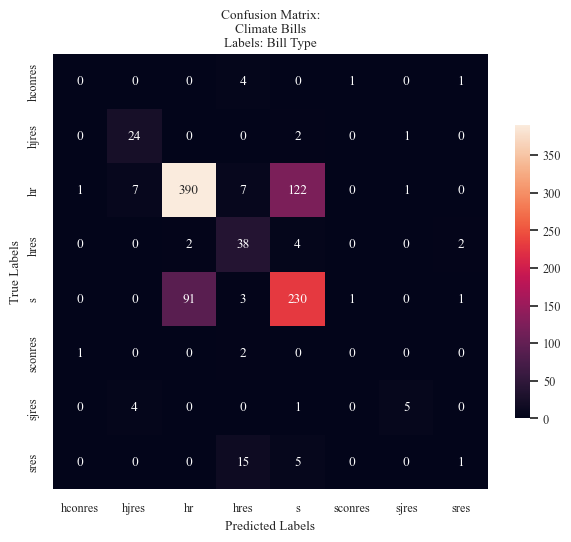 Confusion Matrix:
Climate Bills
Labels: Bill Type
True Labels
hconres 0 0 0 4 0 1 0 1
hjres 0 24 0 0 2 0 1 0
hr 1 7 390 7 122 0 1 0
hres 0 0 2 38 4 0 0 2
s 0 0 91 3 230 1 0 1
sconres 1 0 0 2 0 0 0 0
sjres 0 4 0 0 1 0 5 0
sres 0 0 0 15 5 0 0 1
hconres hjres hr hres s sconres sjres sres
Predicted Labels
350
300
250
200
150
100
50
0